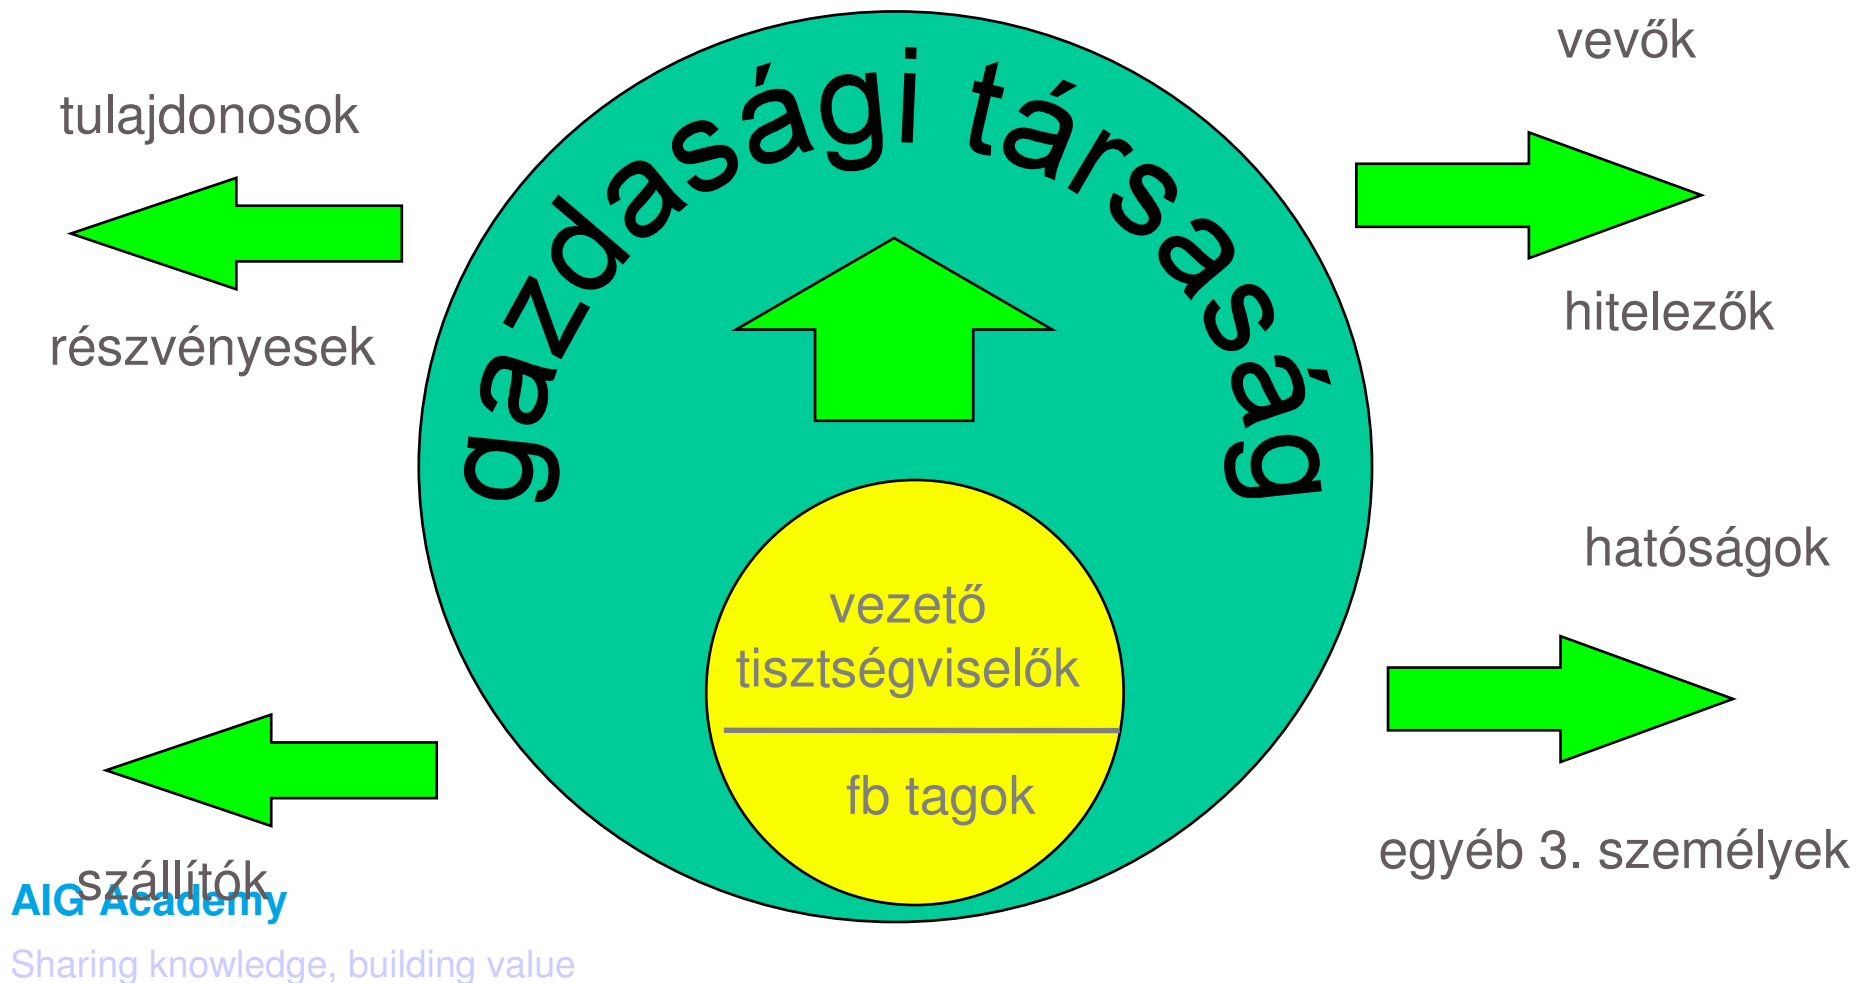 vevők
tulajdonosok
gazdasági társaság
hitelezők
részvényesek
hatóságok
vezető
tisztségviselők
fb tagok
egyéb 3. személyek
szállítók
AIG Academy
Sharing knowledge, building value